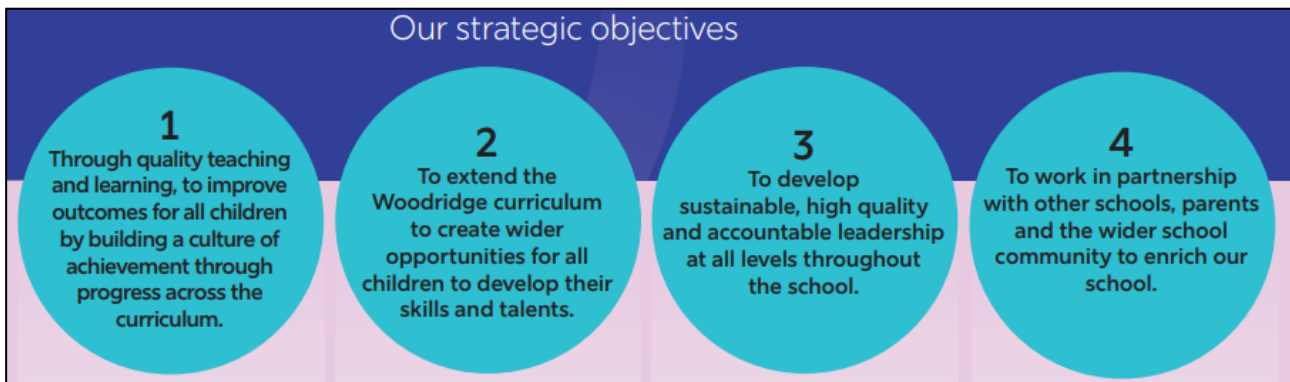 Our strategic objectives
1
Through quality teaching
and learning, to improve
outcomes for all children
by building a culture of
achievement through
progress across the
curriculum.
2
To extend the
Woodridge curriculum
to create wider
opportunities for all
children to develop their
skills and talents.
3
To develop
sustainable, high quality
and accountable leadership
at all levels throughout
the school.
4
To work in partnership
with other schools, parents
and the wider school
community to enrich our
school.